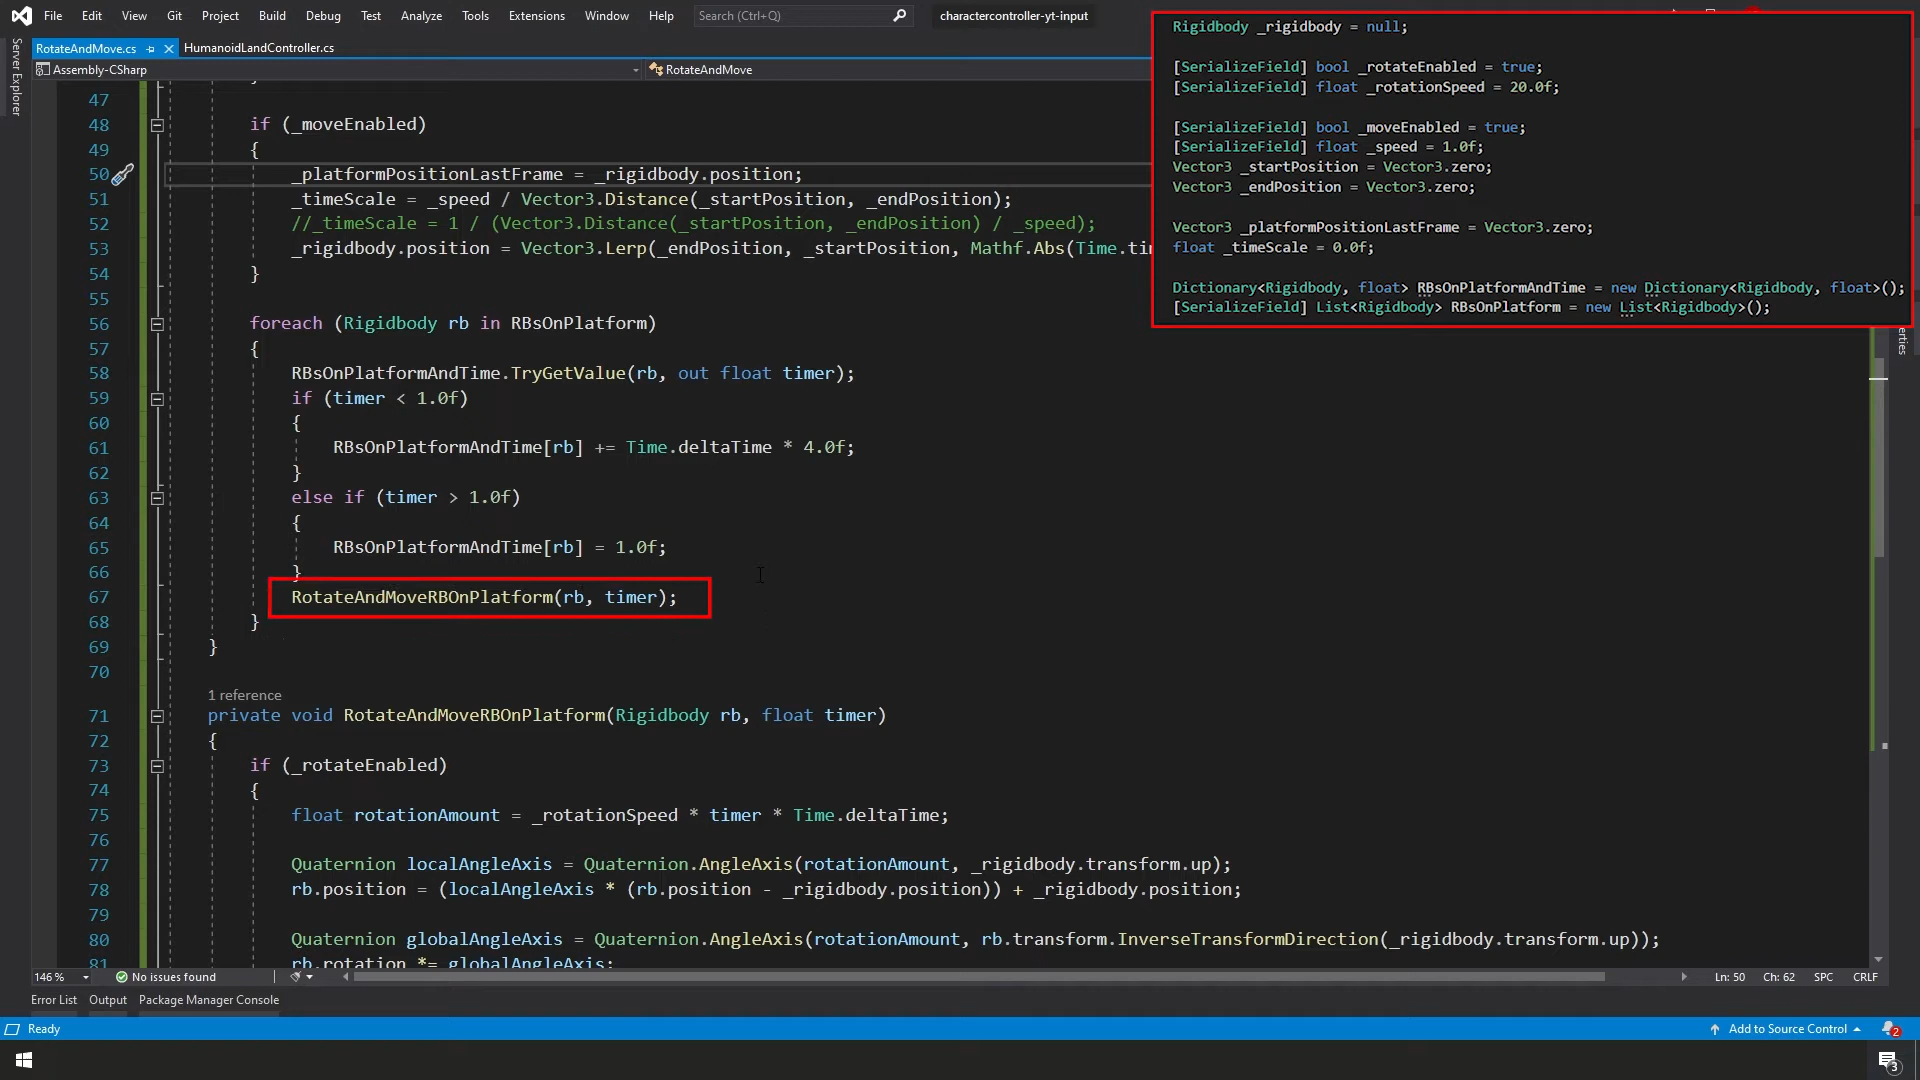 File Edit View Git Project Build Debug Test Analyze Tools Extensions Window Help Search (Ctrl+Q) charactercontroller-yt-input
RotateAndMove.cs HumanoidLandController.cs
Server Explorer
Assembly-CSharp RotateAndMove
Rigidbody _rigidbody = null;
[SerializeField] bool _rotateEnabled = true;
[SerializeField] float _rotationSpeed = 20.0f;
[SerializeField] bool _moveEnabled = true;
[SerializeField] float _speed = 1.0f;
Vector3 _startPosition = Vector3.zero;
Vector3 _endPosition = Vector3.zero;
Vector3 _platformPositionLastFrame = Vector3.zero;
float _timeScale = 0.0f;
Dictionary<Rigidbody, float> RBsOnPlatformAndTime = new Dictionary<Rigidbody, float>();
[SerializeField] List<Rigidbody> RBsOnPlatform = new List<Rigidbody>();
erties
47
48 if (_moveEnabled)
49 {
50 _platformPositionLastFrame = _rigidbody.position;
51 _timeScale = _speed / Vector3.Distance(_startPosition, _endPosition);
52 //_timeScale = 1 / (Vector3.Distance(_startPosition, _endPosition) / _speed);
53 _rigidbody.position = Vector3.Lerp(_endPosition, _startPosition, Mathf.Abs(Time.ti
54 }
55
56 foreach (Rigidbody rb in RBsOnPlatform)
57 {
58 RBsOnPlatformAndTime.TryGetValue(rb, out float timer);
59 if (timer < 1.0f)
60 {
61 RBsOnPlatformAndTime[rb] += Time.deltaTime * 4.0f;
62 }
63 else if (timer > 1.0f)
64 {
65 RBsOnPlatformAndTime[rb] = 1.0f;
66 }
67 RotateAndMoveRBOnPlatform(rb, timer);
68 }
69 }
70
1 reference
71 private void RotateAndMoveRBOnPlatform(Rigidbody rb, float timer)
72 {
73 if (_rotateEnabled)
74 {
75 float rotationAmount = _rotationSpeed * timer * Time.deltaTime;
76
77 Quaternion localAngleAxis = Quaternion.AngleAxis(rotationAmount, _rigidbody.transform.up);
78 rb.position = (localAngleAxis * (rb.position - _rigidbody.position)) + _rigidbody.position;
79
80 Quaternion globalAngleAxis = Quaternion.AngleAxis(rotationAmount, rb.transform.InverseTransformDirection(_rigidbody.transform.up));
81 rb.rotation *= globalAngleAxis;
146 % No issues found Ln: 50 Ch: 62 SPC CRLF
Error List Output Package Manager Console
Ready Add to Source Control 2
3